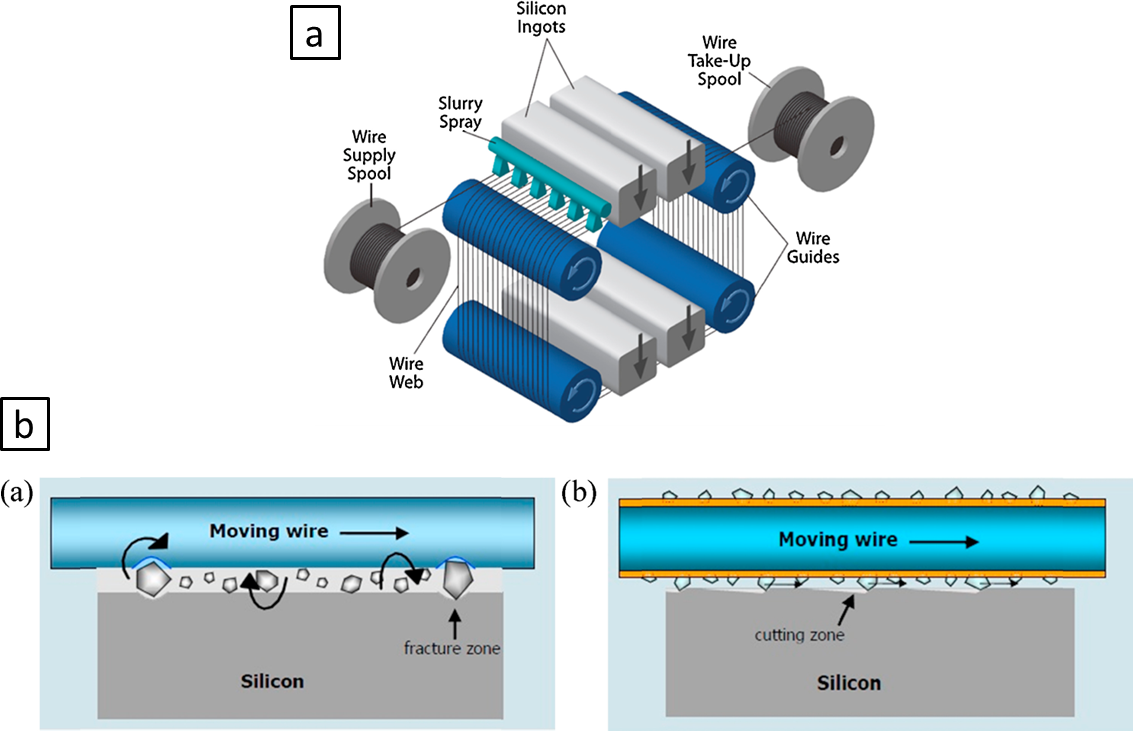 a
Silicon
Ingots
Wire
Take-Up
Spool
Slurry
Spray
Wire
Supply
Spool
Wire
Guides
Wire
Web
b
(a)
Moving wire
fracture zone
Silicon
(b)
Moving wire
cutting zone
Silicon